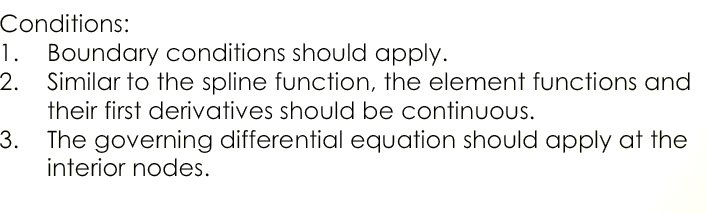 Conditions:
1. Boundary conditions should apply.
2. Similar to the spline function, the element functions and
their first derivatives should be continuous.
3. The governing differential equation should apply at the
interior nodes.